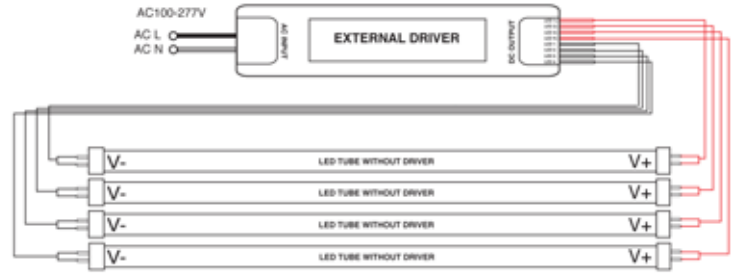 AC100-277V
AC L
AC N
AC INPUT
EXTERNAL DRIVER
DC OUTPUT
V- LED TUBE WITHOUT DRIVER V+
V- LED TUBE WITHOUT DRIVER V+
V- LED TUBE WITHOUT DRIVER V+
V- LED TUBE WITHOUT DRIVER V+